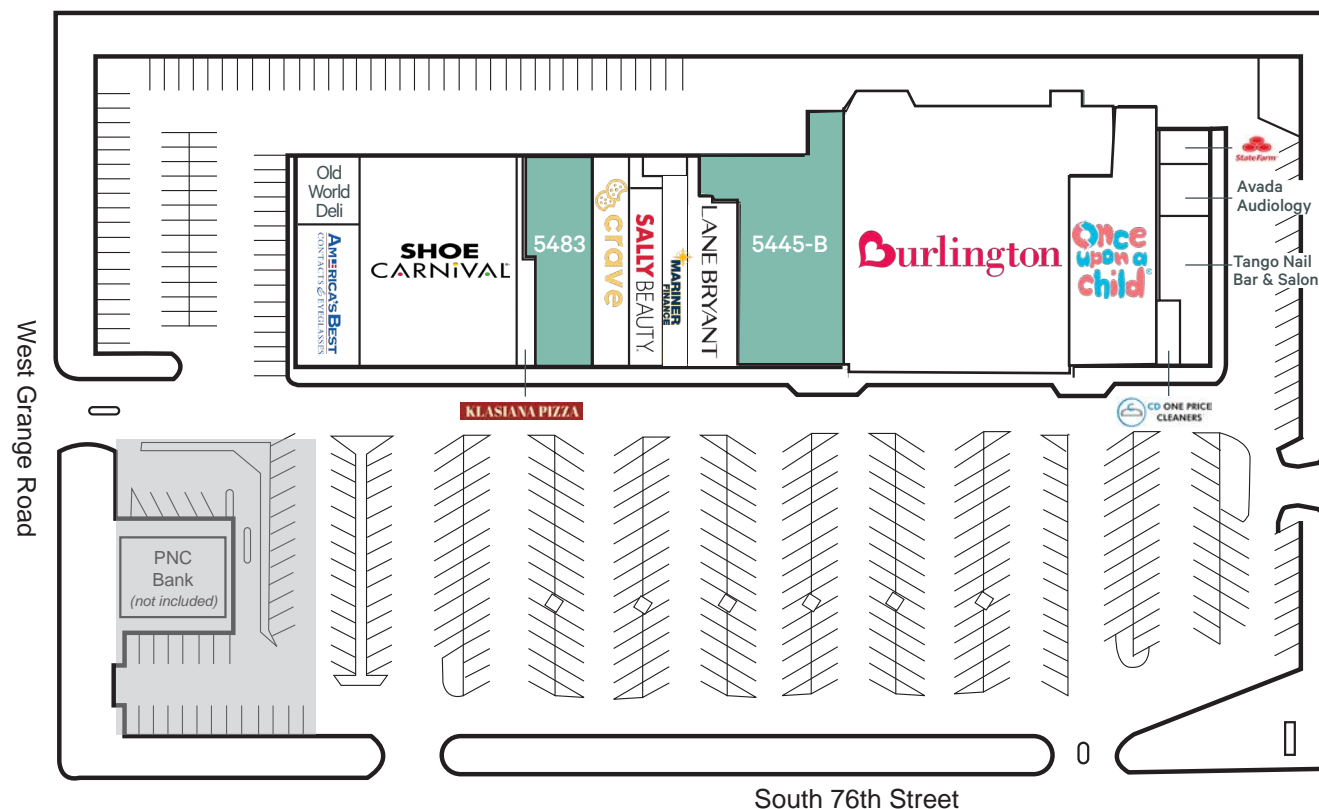 Old
World
Deli
AMERICA'S BEST
CONTACTS & EYEGLASSES
SHOE
CARNIVAL
5483
crave
SALLY BEAUTY
MARINER
FINANCE
LANE BRYANT
5445-B
Burlington
Once
upon a
child
StateFarm
Avada
Audiology
Tango Nail
Bar & Salon
KLASIANA PIZZA
CD ONE PRICE
CLEANERS
West Grange Road
PNC
Bank
(not included)
South 76th Street